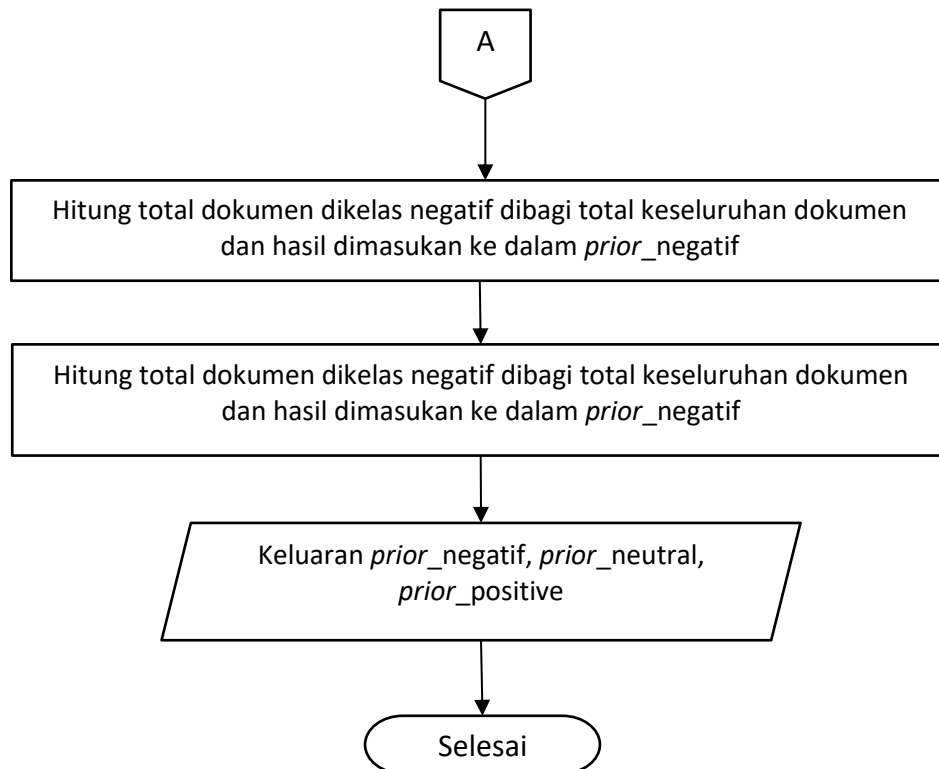 A
Hitung total dokumen dikelas negatif dibagi total keseluruhan dokumen
dan hasil dimasukan ke dalam prior_negatif
Hitung total dokumen dikelas negatif dibagi total keseluruhan dokumen
dan hasil dimasukan ke dalam prior_negatif
Keluaran prior_negatif, prior_neutral,
prior_positive
Selesai